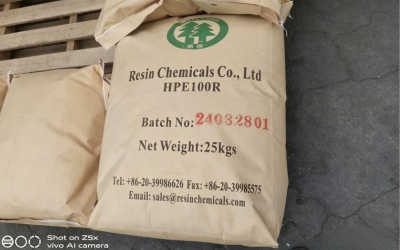 Resin Chemicals Co., Ltd
HPE100R
Batch No: 24032801
Net Weight:25kgs
Tel: +86-20-39986626 Fax: +86-20-39985575
Email: sales@resinchemicals.com
Shot on Z5x
vivo AI camera